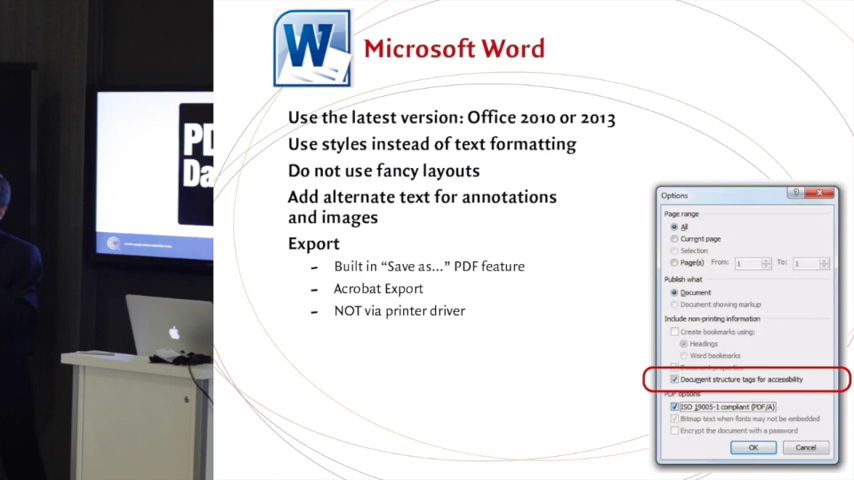 W
Microsoft Word
Use the latest version: Office 2010 or 2013
Use styles instead of text formatting
Do not use fancy layouts
Add alternate text for annotations
and images
Export
– Built in “Save as...” PDF feature
– Acrobat Export
– NOT via printer driver
PD
Da
Options
Page range
All
Current page
Selection
Page(s) From: 1 To: 1
Publish what
Document
Document showing markup
Include non-printing information
Create bookmarks using:
Headings
Word bookmarks
Document properties
Document structure tags for accessibility
PDF options
ISO 19005-1 compliant (PDF/A)
Bitmap text when fonts may not be embedded
Encrypt the document with a password
OK Cancel